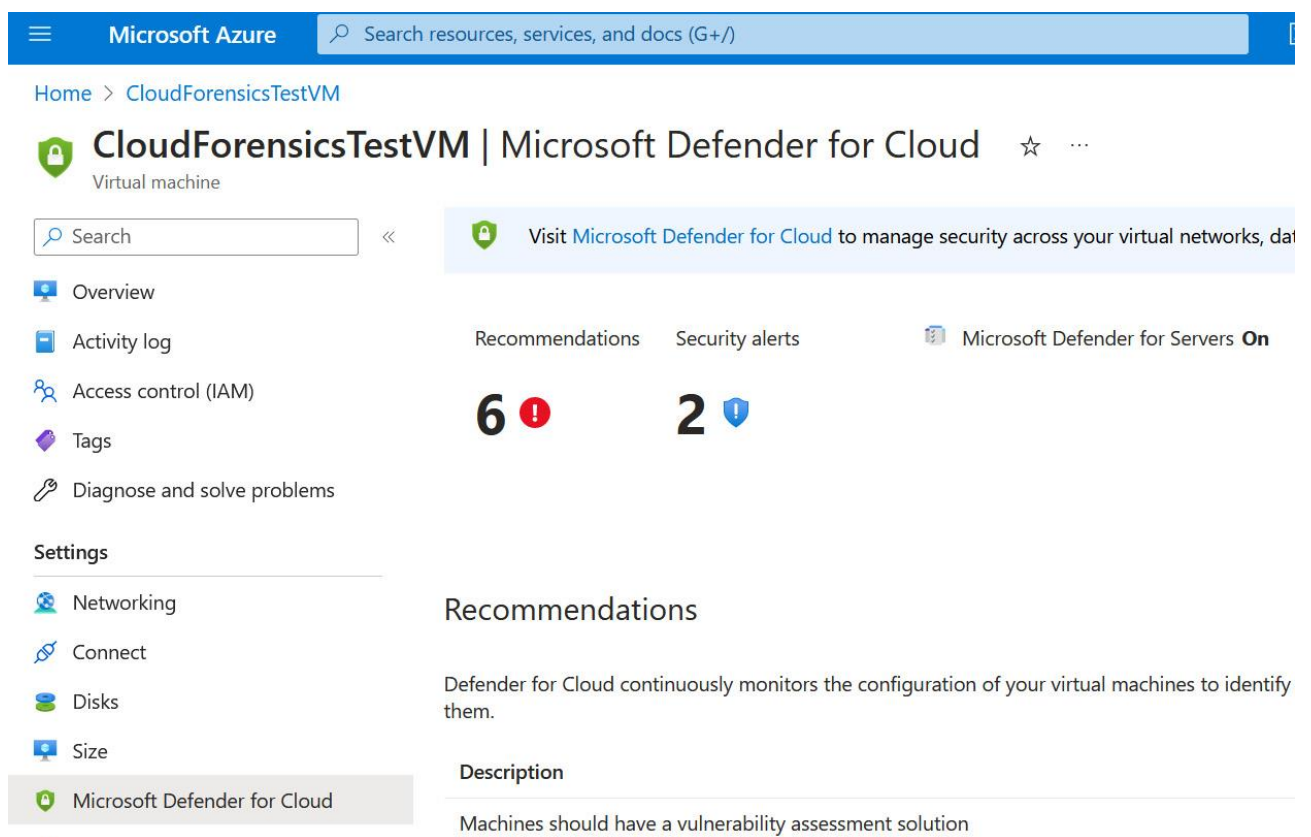 Microsoft Azure
Search resources, services, and docs (G+/)
Home > CloudForensicsTestVM
CloudForensicsTestVM | Microsoft Defender for Cloud
Virtual machine
Search
Visit Microsoft Defender for Cloud to manage security across your virtual networks, dat
Overview
Activity log
Access control (IAM)
Tags
Diagnose and solve problems
Settings
Networking
Connect
Disks
Size
Microsoft Defender for Cloud
Recommendations
Security alerts
Microsoft Defender for Servers On
6
2
Recommendations
Defender for Cloud continuously monitors the configuration of your virtual machines to identify
them.
Description
Machines should have a vulnerability assessment solution